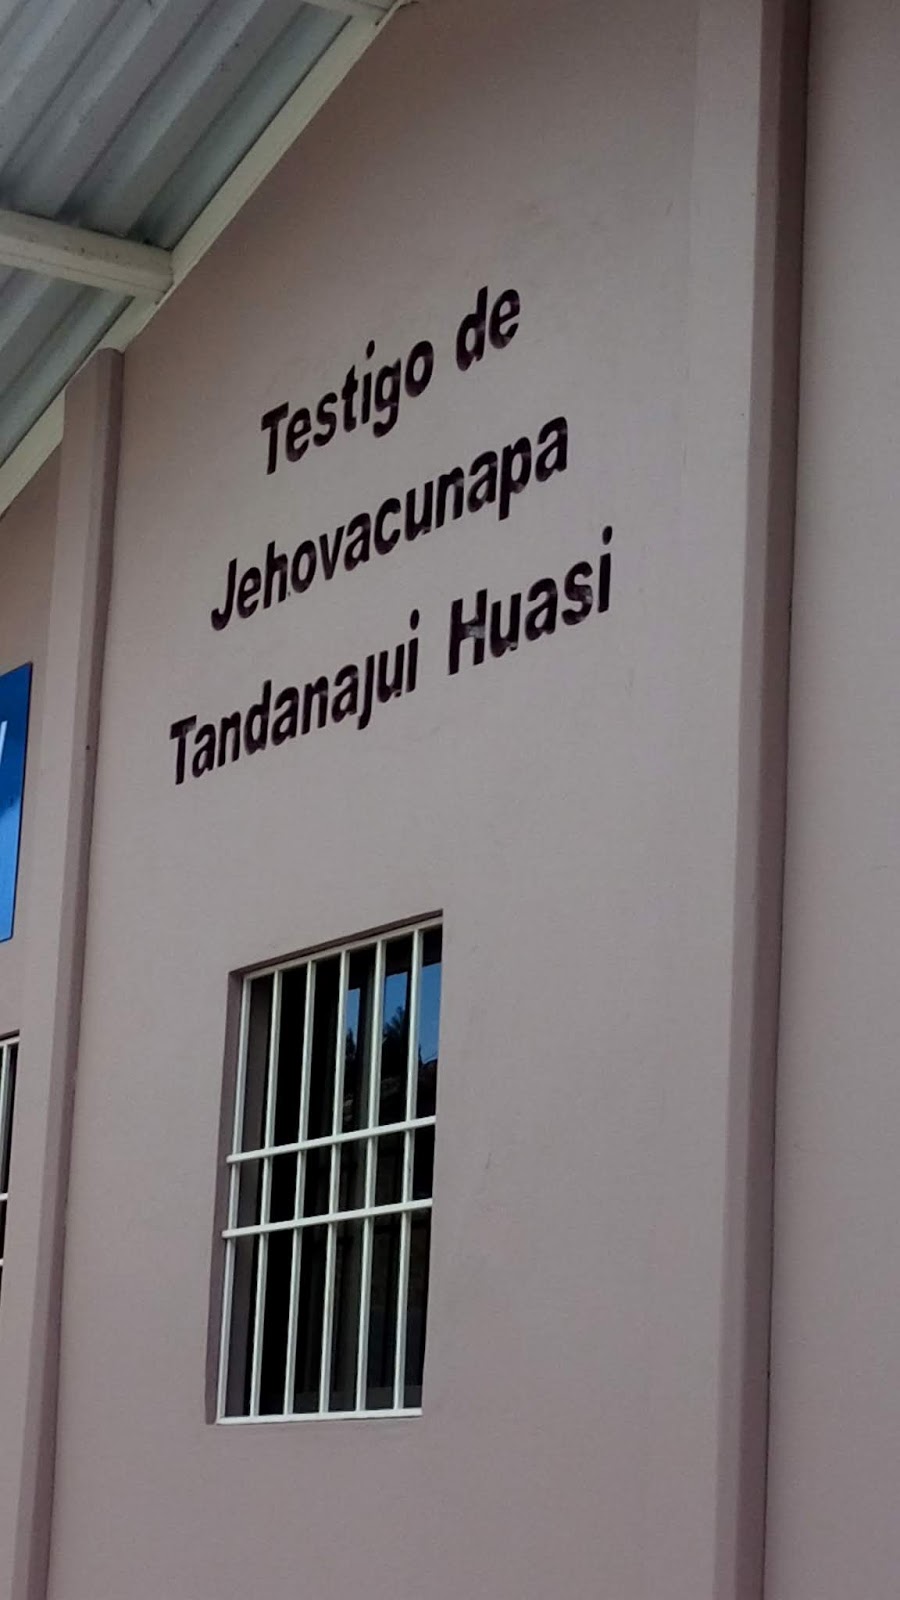 Testigo de
Jehovacunapa
Tandanajui Huasi